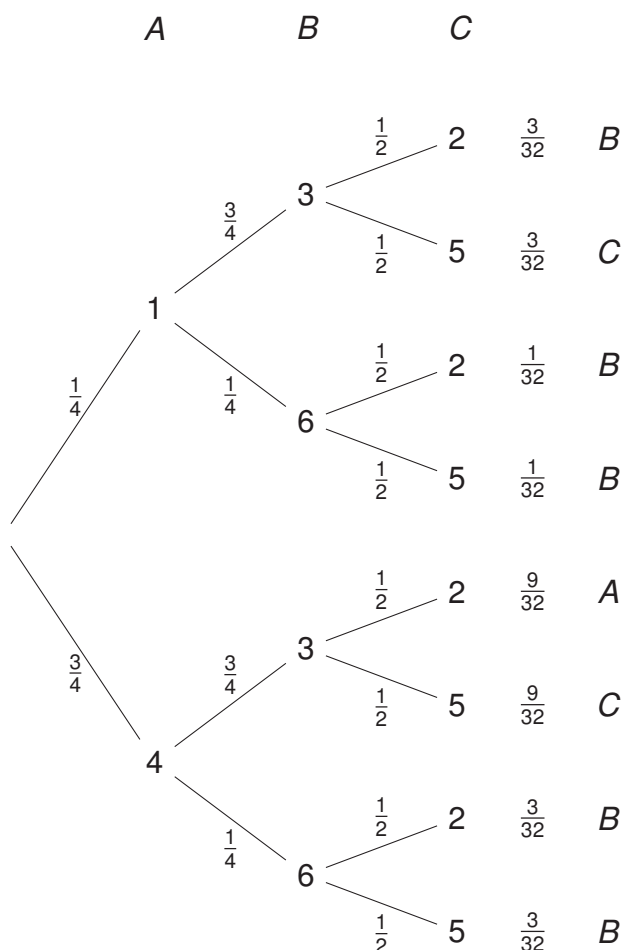 A B C
1/2 2 3/32 B
3
3/4 1/2 5 3/32 C
1
1/4 1/4 1/2 2 1/32 B
6
1/2 5 1/32 B
1/2 2 9/32 A
3/4 3/4 3
1/2 5 9/32 C
4
1/4 1/2 2 3/32 B
6
1/2 5 3/32 B